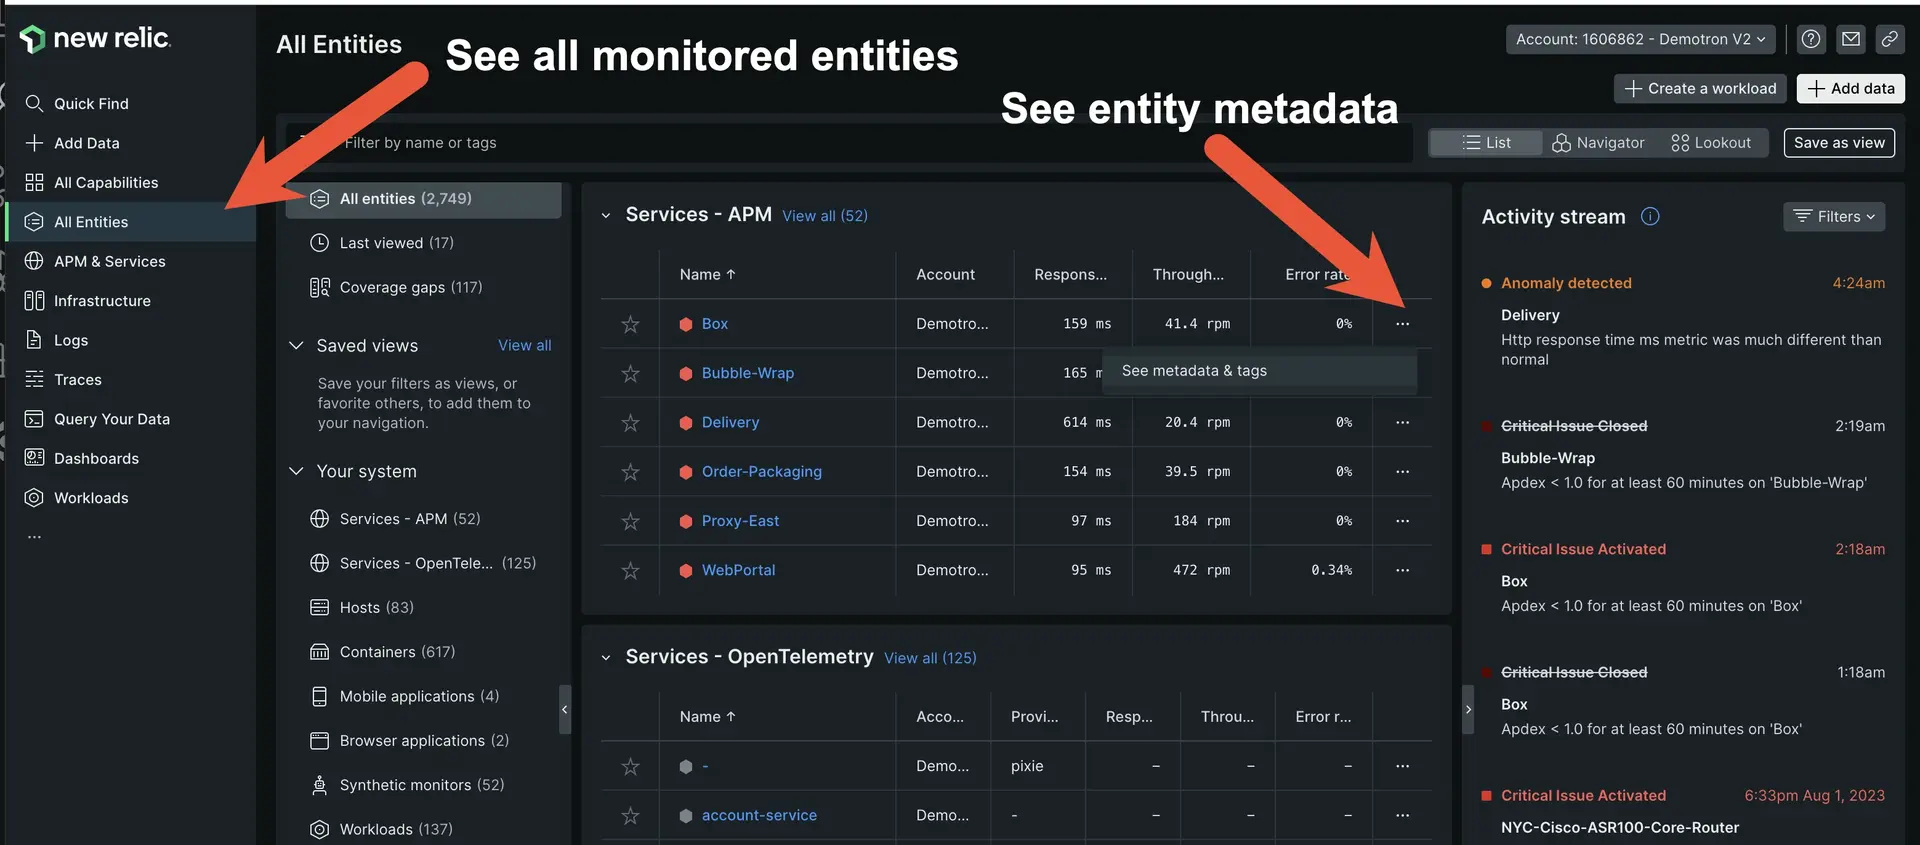 new relic.
Quick Find
Add Data
All Capabilities
All Entities
APM & Services
Infrastructure
Logs
Traces
Query Your Data
Dashboards
Workloads
...
All Entities
See all monitored entities
See entity metadata
Account: 1606862 - Demotron V2
+ Create a workload
+ Add data
Filter by name or tags
List
Navigator
Lookout
Save as view
All entities (2,749)
Last viewed (17)
Coverage gaps (117)
Saved views View all
Save your filters as views, or
favorite others, to add them to
your navigation.
Your system
Services - APM (52)
Services - OpenTele... (125)
Hosts (83)
Containers (617)
Mobile applications (4)
Browser applications (2)
Synthetic monitors (52)
Workloads (137)
Services - APM View all (52)
Name ↑ Account Respons... Through... Error rate
Box Demotro... 159 ms 41.4 rpm 0% ...
Bubble-Wrap Demotro... 165 m
See metadata & tags
Delivery Demotro... 614 ms 20.4 rpm 0% ...
Order-Packaging Demotro... 154 ms 39.5 rpm 0% ...
Proxy-East Demotro... 97 ms 184 rpm 0% ...
WebPortal Demotro... 95 ms 472 rpm 0.34% ...
Services - OpenTelemetry View all (125)
Name ↑ Acco... Provi... Resp... Throu... Error r...
- Demo... pixie – – – ...
account-service Demo... - – – – ...
Activity stream
Filters
Anomaly detected 4:24am
Delivery
Http response time ms metric was much different than
normal
Critical Issue Closed 2:19am
Bubble-Wrap
Apdex < 1.0 for at least 60 minutes on 'Bubble-Wrap'
Critical Issue Activated 2:18am
Box
Apdex < 1.0 for at least 60 minutes on 'Box'
Critical Issue Closed 1:18am
Box
Apdex < 1.0 for at least 60 minutes on 'Box'
Critical Issue Activated 6:33pm Aug 1, 2023
NYC-Cisco-ASR100-Core-Router